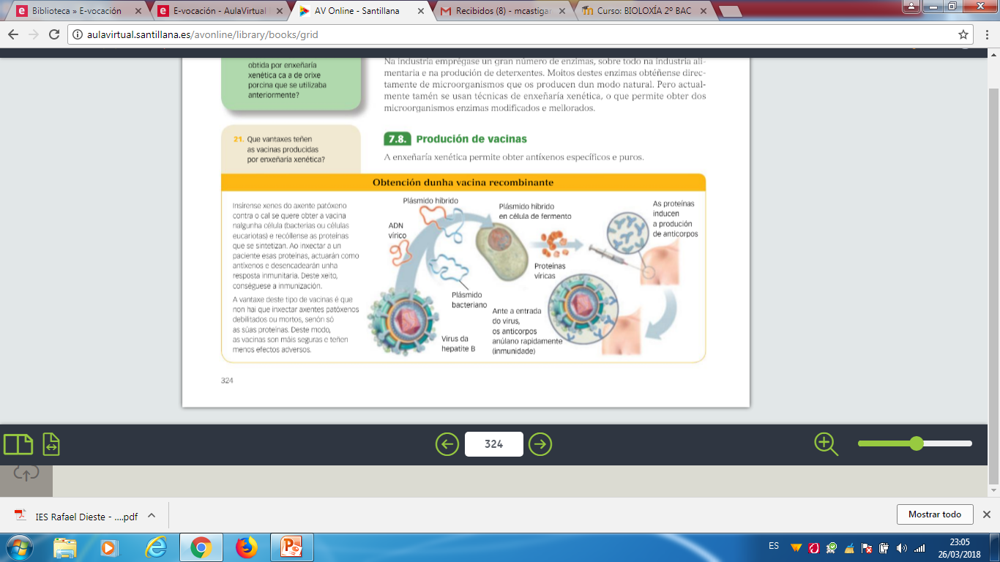 Biblioteca » E-vocación
E-vocación - AulaVirtual
AV Online - Santillana
Recibidos (8) - mcastigar
Curso: BIOLOXÍA 2º BAC
aulavirtual.santillana.es/avonline/library/books/grid
obtida por enxeñaría
xenética ca a de orixe
porcina que se utilizaba
anteriormente?
Na industria emprégase un gran número de enzimas, sobre todo na industria ali-
mentaria e na produción de deterxentes. Moitos destes enzimas obtéñense direc-
tamente de microorganismos que os producen dun modo natural. Pero actual-
mente tamén se usan técnicas de enxeñaría xenética, o que permite obter dos
microorganismos enzimas modificados e mellorados.
21. Que vantaxes teñen
as vacinas producidas
por enxeñaría xenética?
7.8. Produción de vacinas
A enxeñaría xenética permite obter antíxenos específicos e puros.
Obtención dunha vacina recombinante
Insírense xenes do axente patóxeno
contra o cal se quere obter a vacina
nalgunha célula (bacterias ou células
eucariotas) e recóllense as proteínas
que se sintetizan. Ao inxectar a un
paciente esas proteínas, actuarán como
antíxenos e desencadearán unha
resposta inmunitaria. Deste xeito,
conséguese a inmunización.
A vantaxe deste tipo de vacinas é que
non hai que inxectar axentes patóxenos
debilitados ou mortos, senón só
as súas proteínas. Deste modo,
as vacinas son máis seguras e teñen
menos efectos adversos.
Plásmido híbrido
ADN
vírico
Plásmido
bacteriano
Virus da
hepatite B
Plásmido híbrido
en célula de fermento
Proteínas
víricas
As proteínas
inducen
a produción
de anticorpos
Ante a entrada
do virus,
os anticorpos
anúlano rapidamente
(inmunidade)
324
324
IES Rafael Dieste - ....pdf
Mostrar todo
ES
23:05
26/03/2018